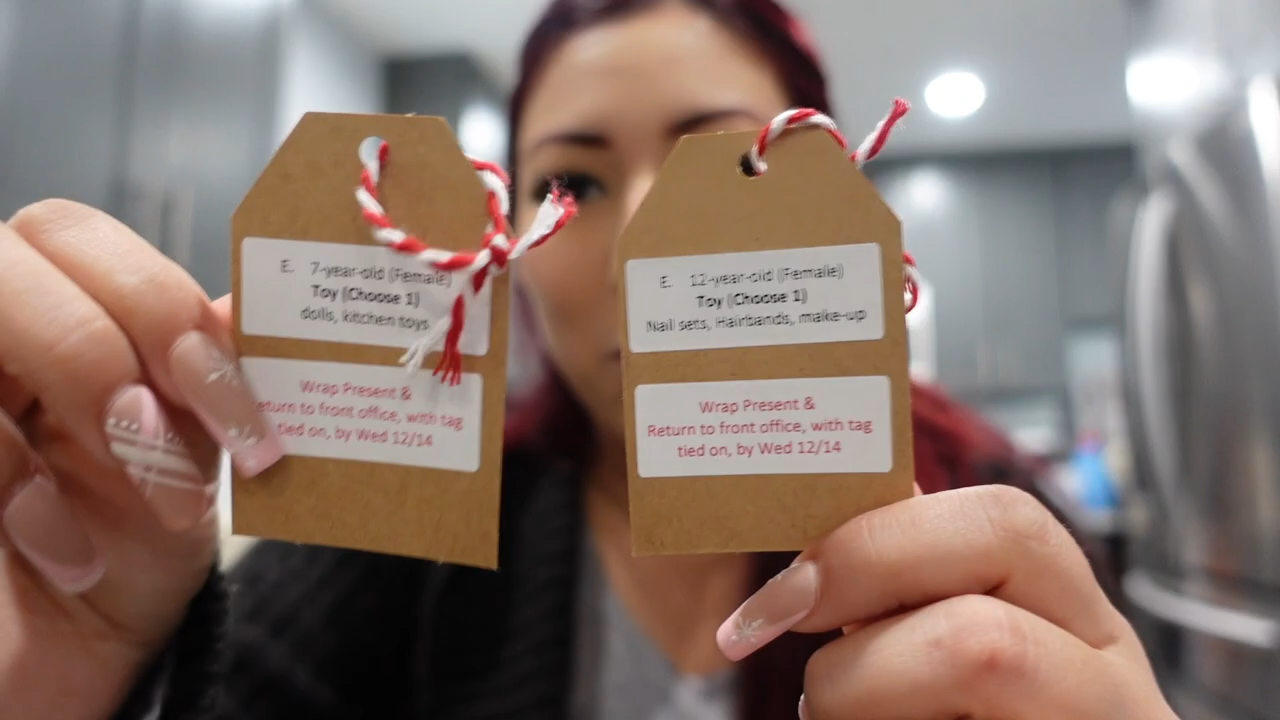 E. 7-year-old (Female)
Toy (Choose 1)
dolls, kitchen toys
Wrap Present &
eturn to front office, with tag
tied on, by Wed 12/14
E. 12-year-old (Female)
Toy (Choose 1)
Nail sets, Hairbands, make-up
Wrap Present &
Return to front office, with tag
tied on, by Wed 12/14